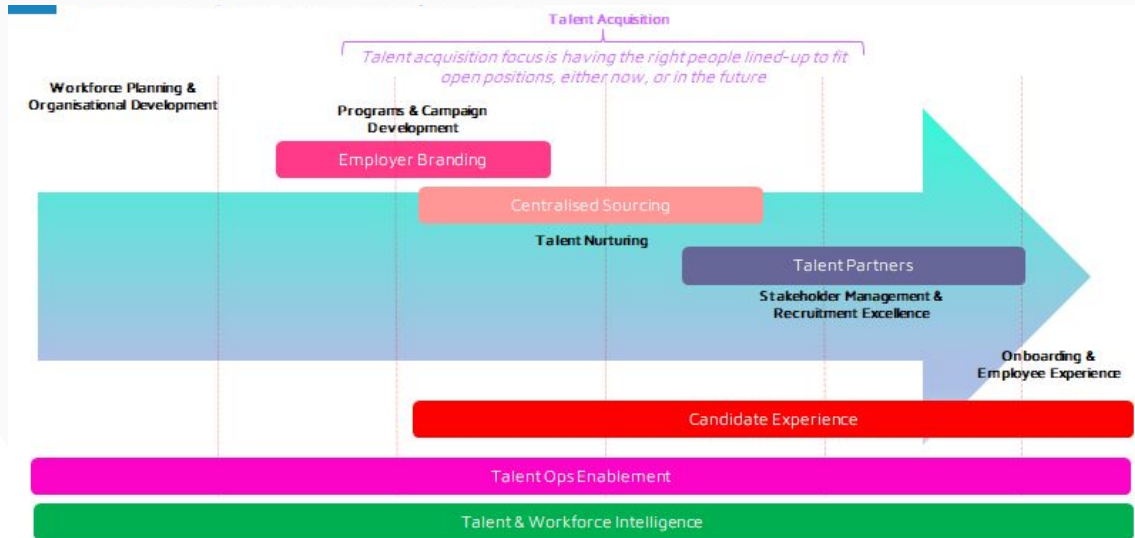 Talent Acquisition
Talent acquisition focus is having the right people lined-up to fit
open positions, either now, or in the future
Workforce Planning &
Organisational Development
Programs & Campaign
Development
Employer Branding
Centralised Sourcing
Talent Nurturing
Talent Partners
Stakeholder Management &
Recruitment Excellence
Onboarding &
Employee Experience
Candidate Experience
Talent Ops Enablement
Talent & Workforce Intelligence